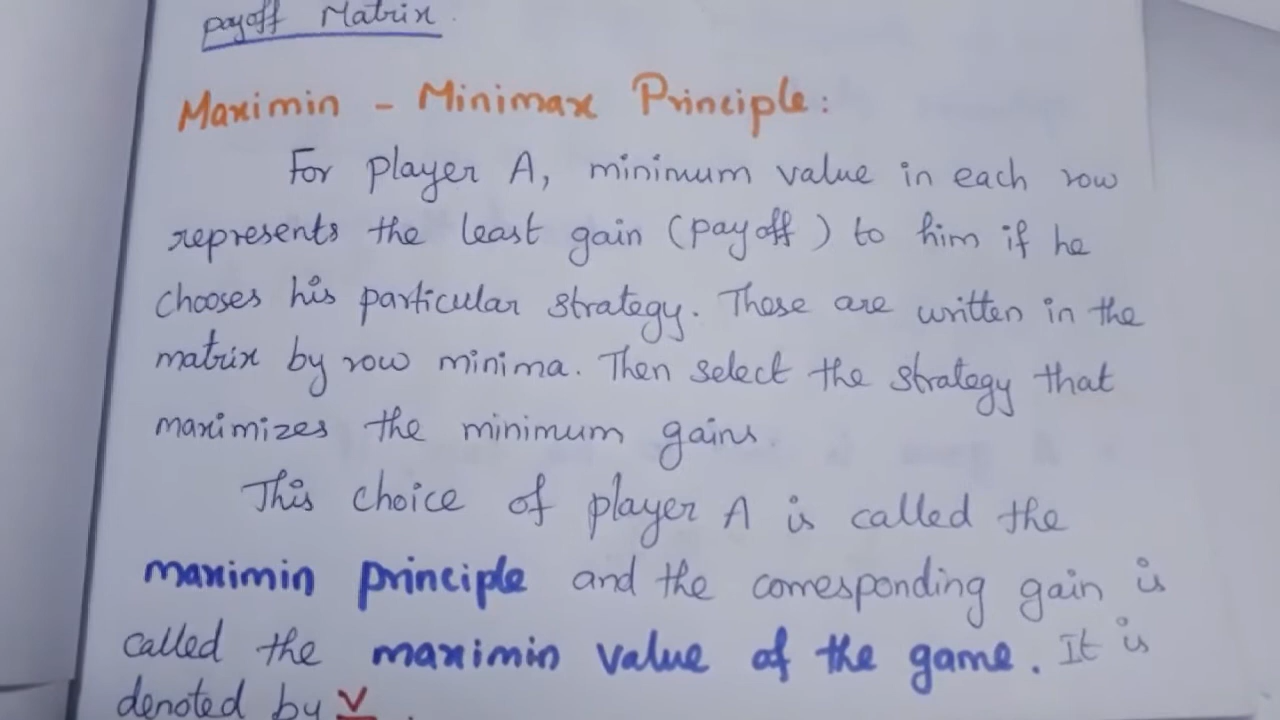 payoff Matrix.
Maximin - Minimax Principle:
For player A, minimum value in each row
represents the least gain (payoff) to him if he
chooses his particular strategy. These are written in the
matrix by row minima. Then select the strategy that
maximizes the minimum gains.
This choice of player A is called the
maximin principle and the corresponding gain is
called the maximin value of the game. It is
denoted by V.